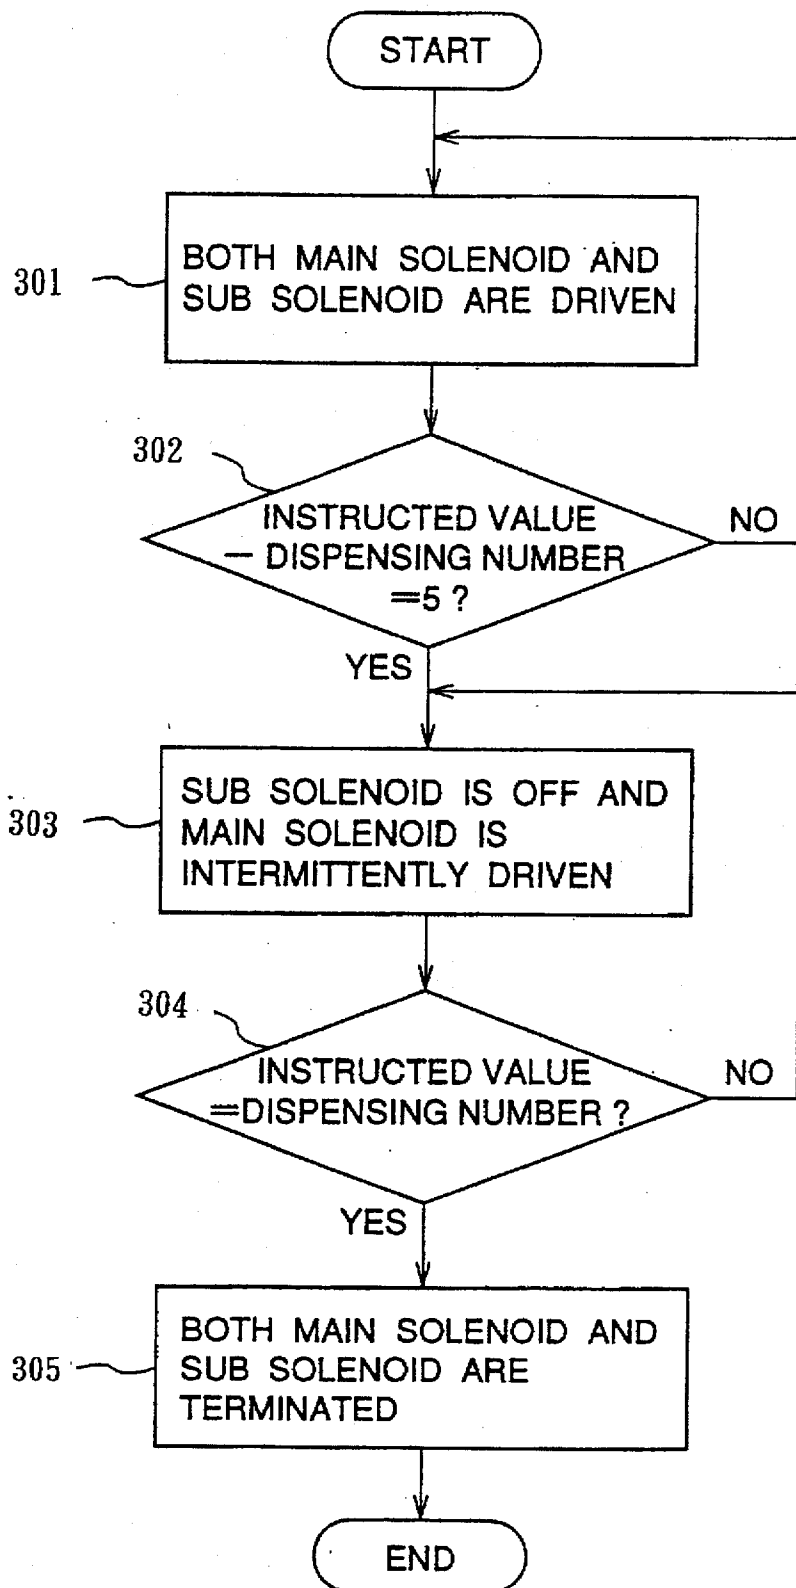 START
301
BOTH MAIN SOLENOID AND
SUB SOLENOID ARE DRIVEN
302
INSTRUCTED VALUE
— DISPENSING NUMBER
=5 ?
NO
YES
303
SUB SOLENOID IS OFF AND
MAIN SOLENOID IS
INTERMITTENTLY DRIVEN
304
INSTRUCTED VALUE
=DISPENSING NUMBER ?
NO
YES
305
BOTH MAIN SOLENOID AND
SUB SOLENOID ARE
TERMINATED
END